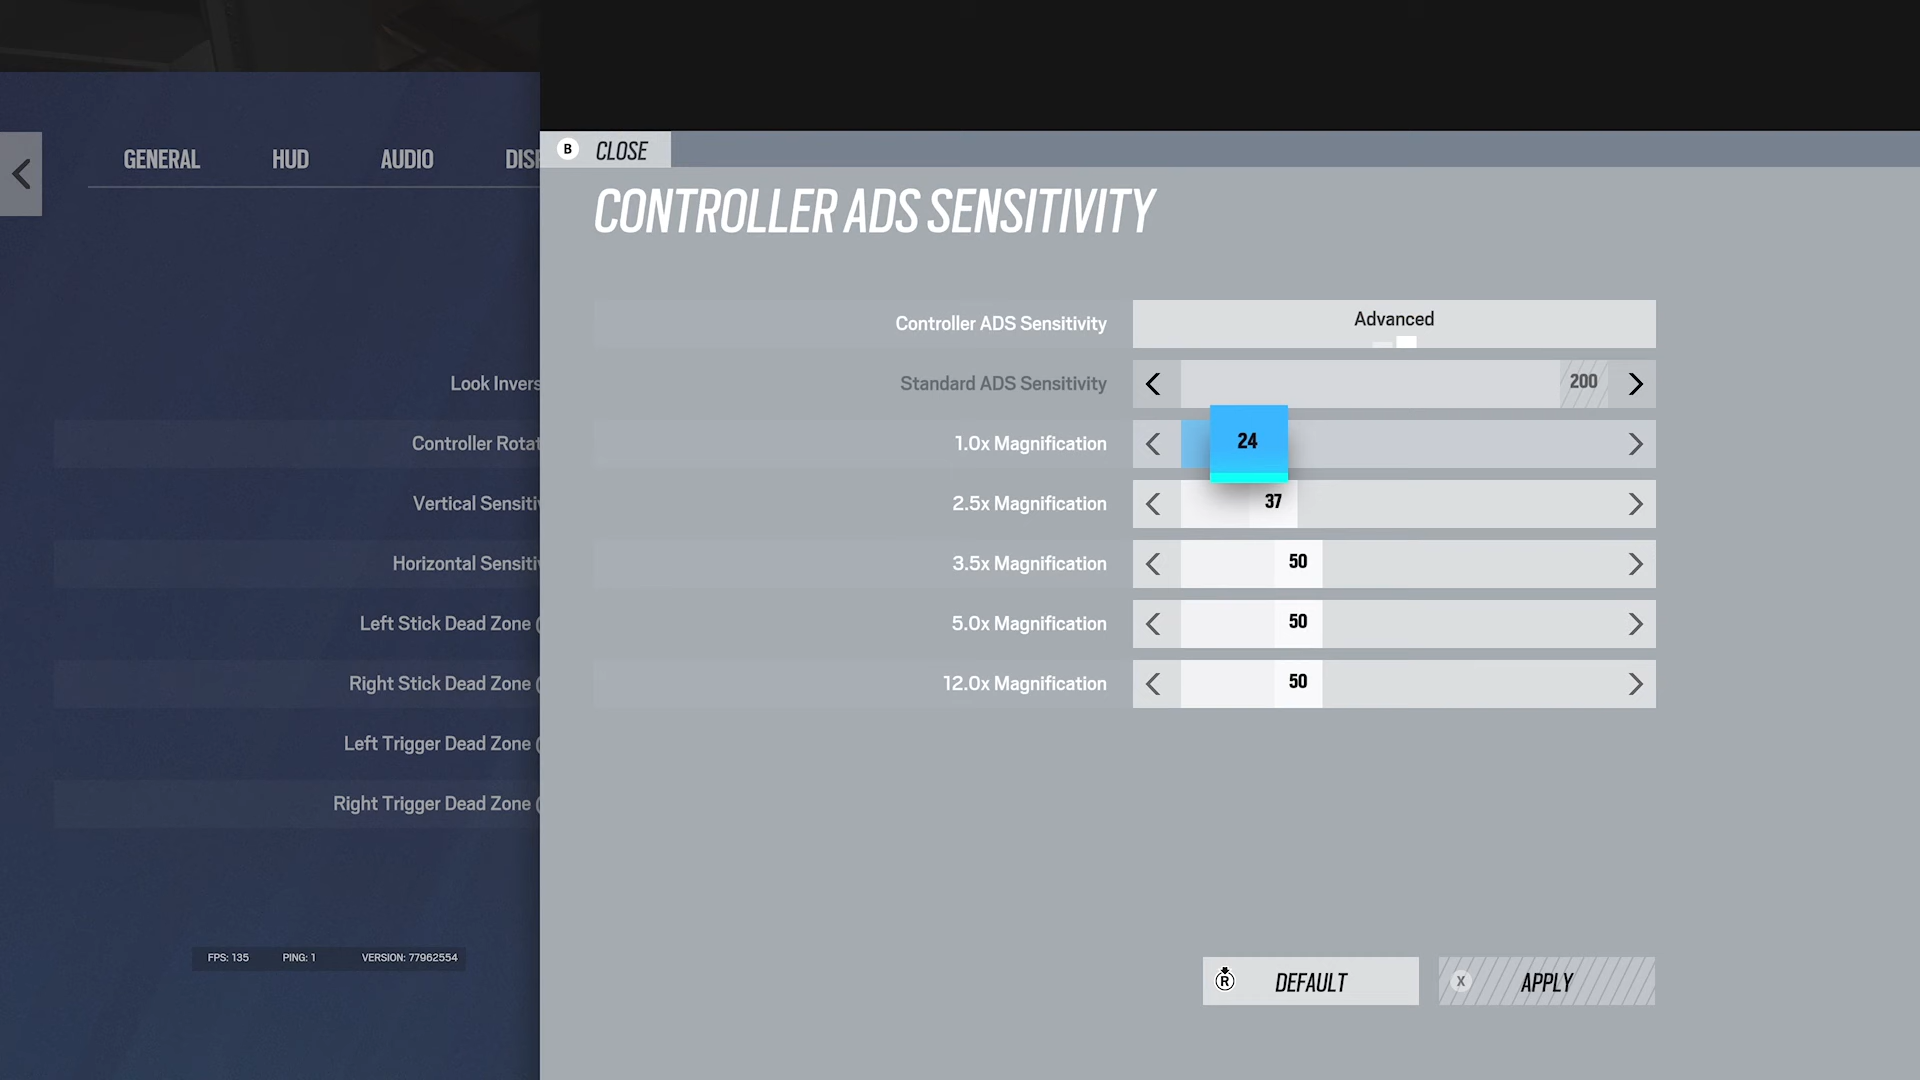 GENERAL
HUD
AUDIO
DISP
B CLOSE
CONTROLLER ADS SENSITIVITY
Controller ADS Sensitivity
Advanced
Standard ADS Sensitivity
200
1.0x Magnification
24
2.5x Magnification
37
3.5x Magnification
50
5.0x Magnification
50
12.0x Magnification
50
Look Invers
Controller Rotat
Vertical Sensiti
Horizontal Sensiti
Left Stick Dead Zone (
Right Stick Dead Zone (
Left Trigger Dead Zone (
Right Trigger Dead Zone (
FPS: 135 PING: 1 VERSION: 77962554
R DEFAULT
X APPLY